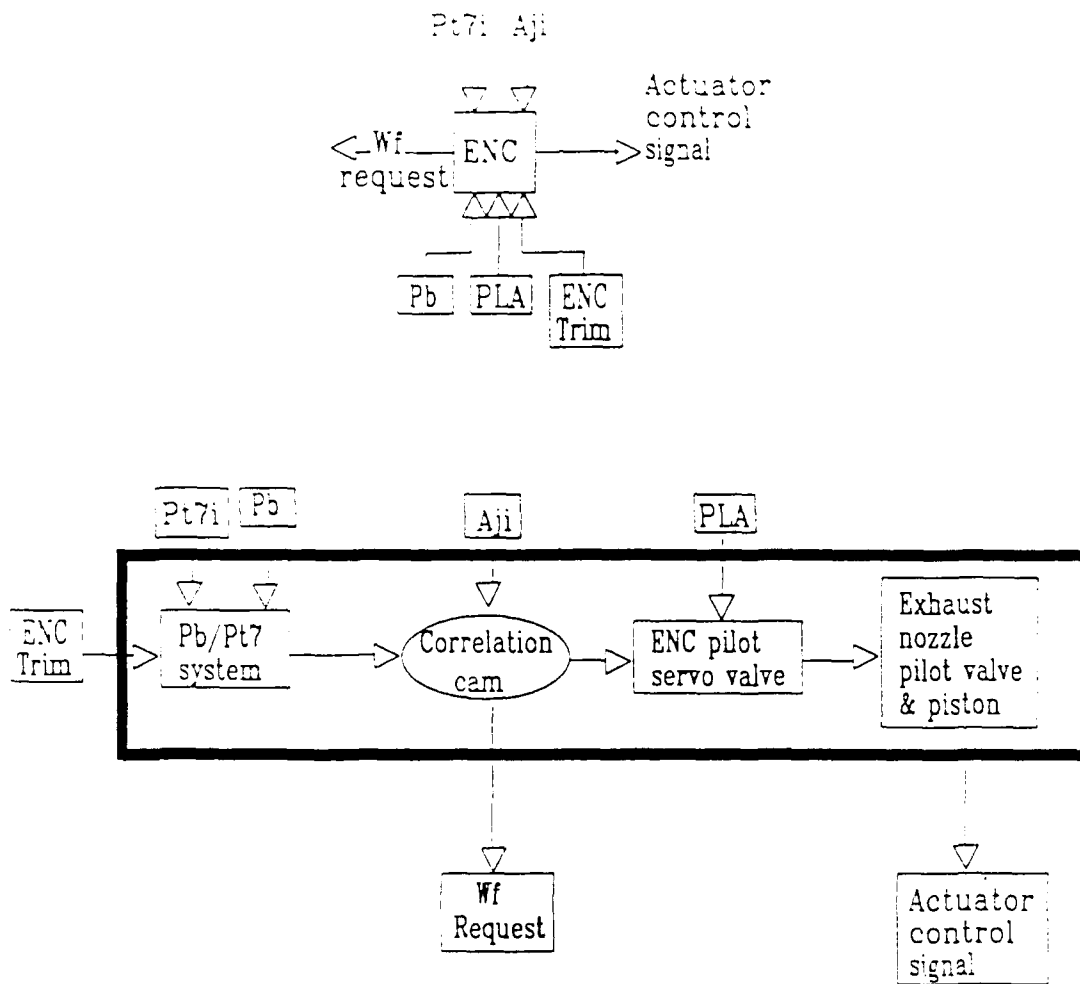 Pt7i Aji
Actuator
control
signal
Wf
request
ENC
Pb
PLA
ENC
Trim
Pt7i
Pb
Aji
PLA
ENC
Trim
Pb/Pt7
system
Correlation
cam
ENC pilot
servo valve
Exhaust
nozzle
pilot valve
& piston
Wf
Request
Actuator
control
signal